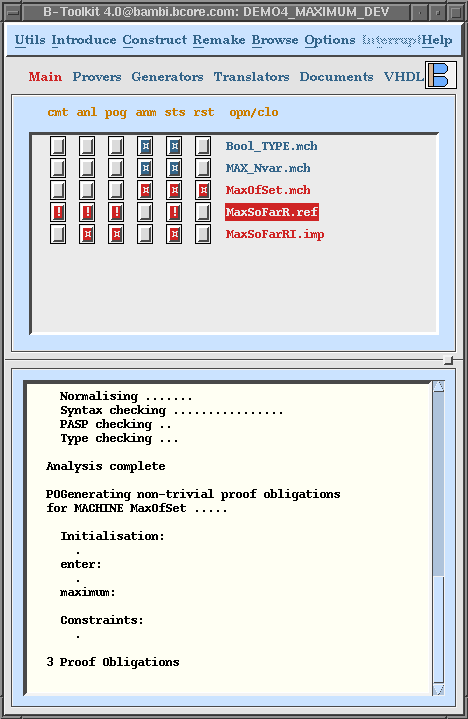 B-Toolkit 4.0@bambi.bcore.com: DEMO4_MAXIMUM_DEV
Utils Introduce Construct Remake Browse Options Interrupt Help
Main Provers Generators Translators Documents VHDL
cmt anl pog anm sts rst opn/clo
Bool_TYPE.mch
MAX_Nvar.mch
MaxOfSet.mch
! ! ! ! MaxSoFarR.ref
MaxSoFarRI.imp
Normalising .......
Syntax checking ................
PASP checking ..
Type checking ...
Analysis complete
POGenerating non-trivial proof obligations
for MACHINE MaxOfSet .....
Initialisation:
.
enter:
.
maximum:
Constraints:
.
3 Proof Obligations